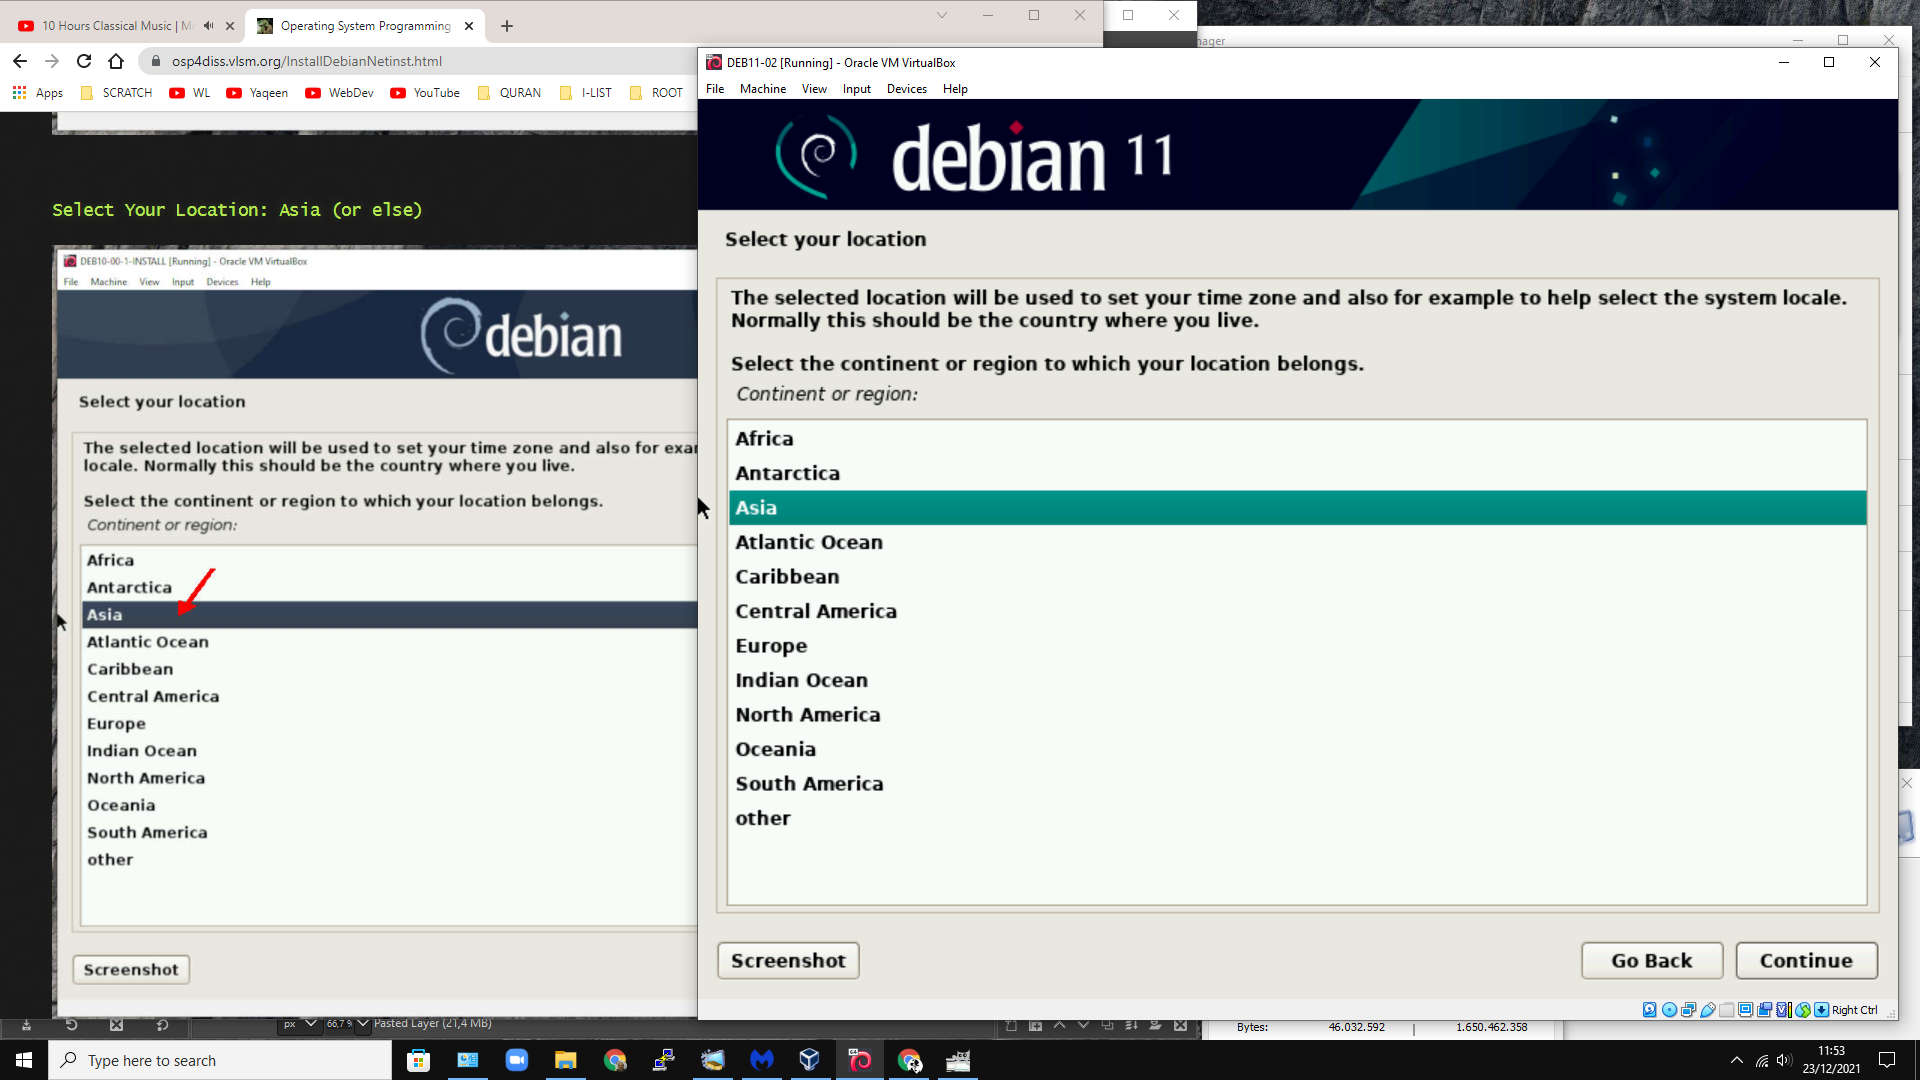 10 Hours Classical Music | M
Operating System Programming
osp4diss.vlsm.org/InstallDebianNetinst.html
Apps
SCRATCH
WL
Yaqeen
WebDev
YouTube
QURAN
I-LIST
ROOT
Select Your Location: Asia (or else)
DEB10-00-1-INSTALL [Running] - Oracle VM VirtualBox
File Machine View Input Devices Help
debian
Select your location
The selected location will be used to set your time zone and also for exa
locale. Normally this should be the country where you live.
Select the continent or region to which your location belongs.
Continent or region:
Africa
Antarctica
Asia
Atlantic Ocean
Caribbean
Central America
Europe
Indian Ocean
North America
Oceania
South America
other
Screenshot
px
66,7 9
Pasted Layer (21,4 MB)
nager
DEB11-02 [Running] - Oracle VM VirtualBox
File Machine View Input Devices Help
debian 11
Select your location
The selected location will be used to set your time zone and also for example to help select the system locale.
Normally this should be the country where you live.
Select the continent or region to which your location belongs.
Continent or region:
Africa
Antarctica
Asia
Atlantic Ocean
Caribbean
Central America
Europe
Indian Ocean
North America
Oceania
South America
other
Screenshot
Go Back
Continue
Right Ctrl
Bytes: 46.032.592 | 1.650.462.358
Type here to search
11:53
23/12/2021